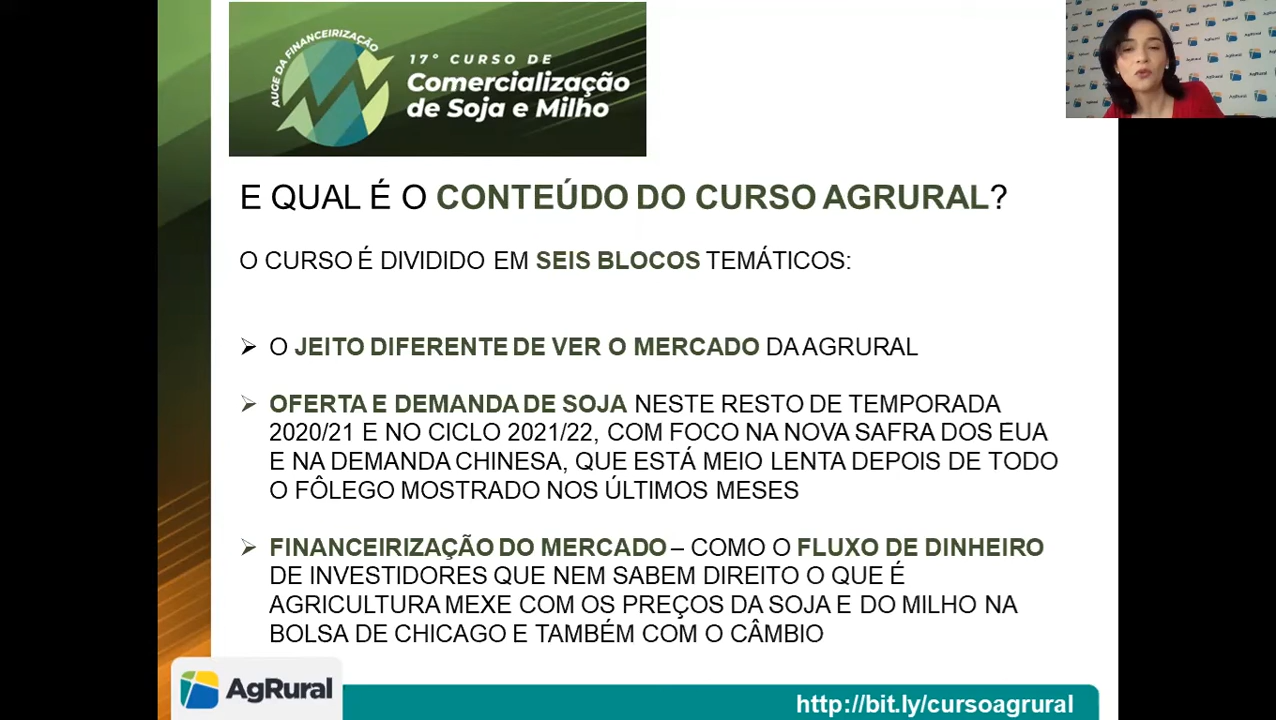 AUGE DA FINANCEIRIZAÇÃO
17º CURSO DE
Comercialização
de Soja e Milho
E QUAL É O CONTEÚDO DO CURSO AGRURAL?
O CURSO É DIVIDIDO EM SEIS BLOCOS TEMÁTICOS:
O JEITO DIFERENTE DE VER O MERCADO DA AGRURAL
OFERTA E DEMANDA DE SOJA NESTE RESTO DE TEMPORADA
2020/21 E NO CICLO 2021/22, COM FOCO NA NOVA SAFRA DOS EUA
E NA DEMANDA CHINESA, QUE ESTÁ MEIO LENTA DEPOIS DE TODO
O FÔLEGO MOSTRADO NOS ÚLTIMOS MESES
FINANCEIRIZAÇÃO DO MERCADO – COMO O FLUXO DE DINHEIRO
DE INVESTIDORES QUE NEM SABEM DIREITO O QUE É
AGRICULTURA MEXE COM OS PREÇOS DA SOJA E DO MILHO NA
BOLSA DE CHICAGO E TAMBÉM COM O CÂMBIO
AgRural
http://bit.ly/cursoagrural